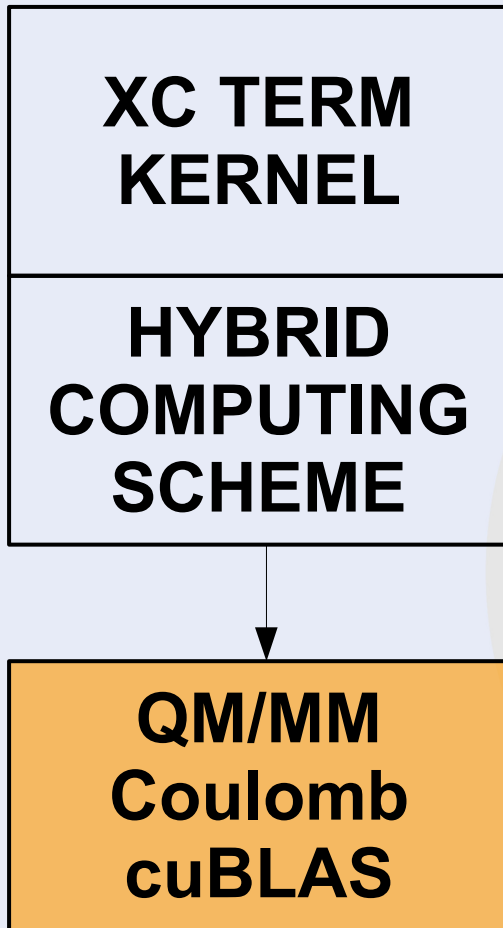 XC TERM
KERNEL
HYBRID
COMPUTING
SCHEME
QM/MM
Coulomb
cuBLAS